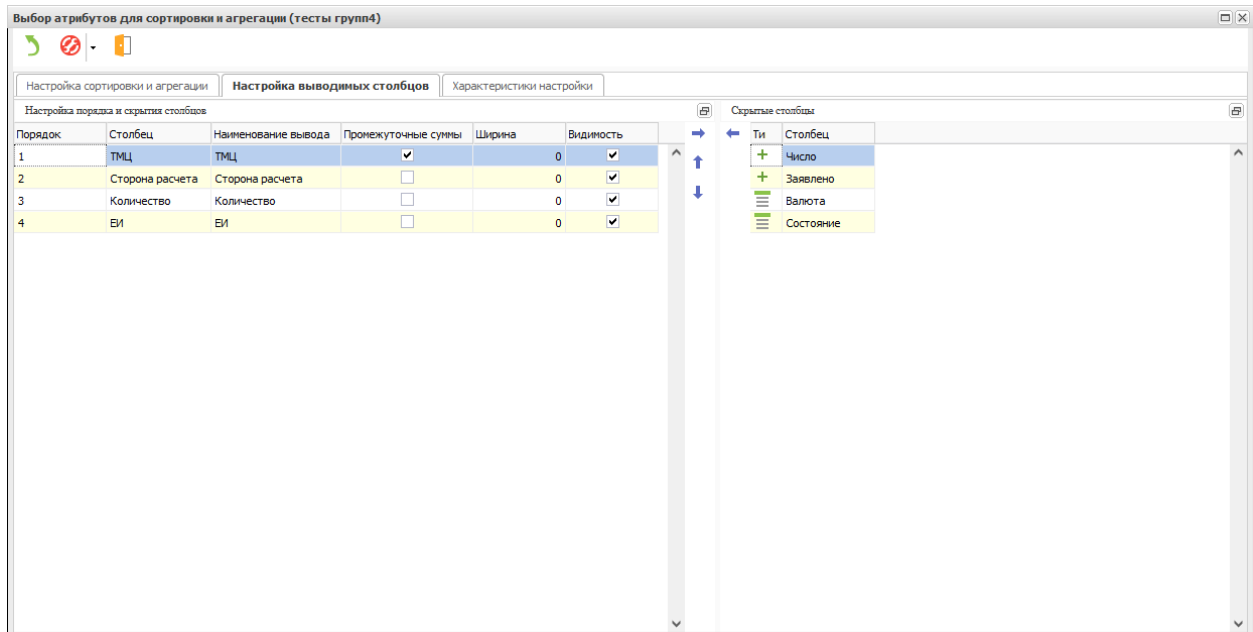 Выбор атрибутов для сортировки и агрегации (тесты групп4)
Настройка сортировки и агрегации Настройка выводимых столбцов Характеристики настройки
Настройка порядка и скрытия столбцов Скрытые столбцы
Порядок Столбец Наименование вывода Промежуточные суммы Ширина Видимость Ти Столбец
1 ТМЦ ТМЦ 0 Число
2 Сторона расчета Сторона расчета 0 Заявлено
3 Количество Количество 0 Валюта
4 ЕИ ЕИ 0 Состояние